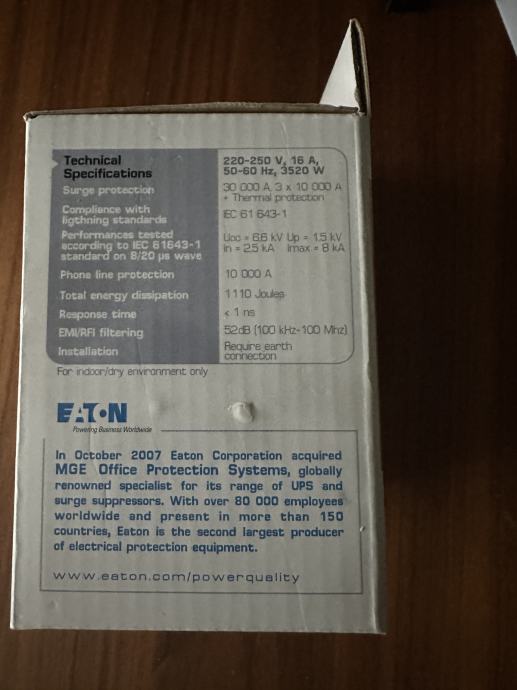 Technical
Specifications
220-250 V, 16 A,
50-60 Hz, 3520 W
Surge protection
30 000 A, 3 x 10 000 A
+ Thermal protection
Compliance with
ligthning standards
IEC 61 643-1
Performances tested
according to IEC 61643-1
standard on 8/20 µs wave
Uoc = 6.6 kV Up = 1.5 kV
In = 2.5 kA Imax = 8 kA
Phone line protection
10 000 A
Total energy dissipation
1110 Joules
Response time
< 1 ns
EMI/RFI filtering
52dB (100 kHz-100 Mhz)
Installation
Require earth
connection
For indoor/dry environment only
EATON
Powering Business Worldwide
In October 2007 Eaton Corporation acquired
MGE Office Protection Systems, globally
renowned specialist for its range of UPS and
surge suppressors. With over 80 000 employees
worldwide and present in more than 150
countries, Eaton is the second largest producer
of electrical protection equipment.
www.eaton.com/powerquality